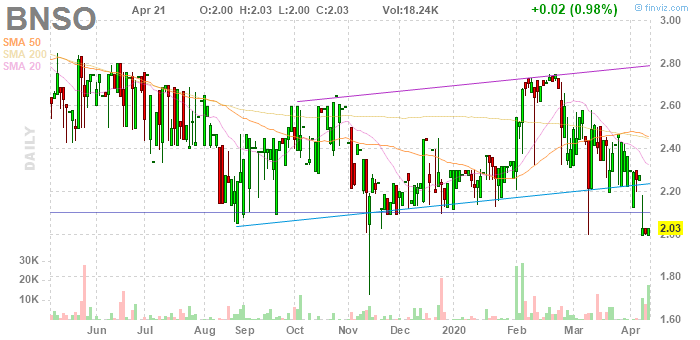 BNSO Apr 21 O:2.00 H:2.03 L:2.00 C:2.03 Vol:18.24K +0.02 (0.98%) © finviz.com
SMA 50
SMA 200
SMA 20
DAILY
3.00
2.80
2.60
2.40
2.20
2.00
2.03
1.80
1.60
30K
20K
10K
Jun Jul Aug Sep Oct Nov Dec 2020 Feb Mar Apr